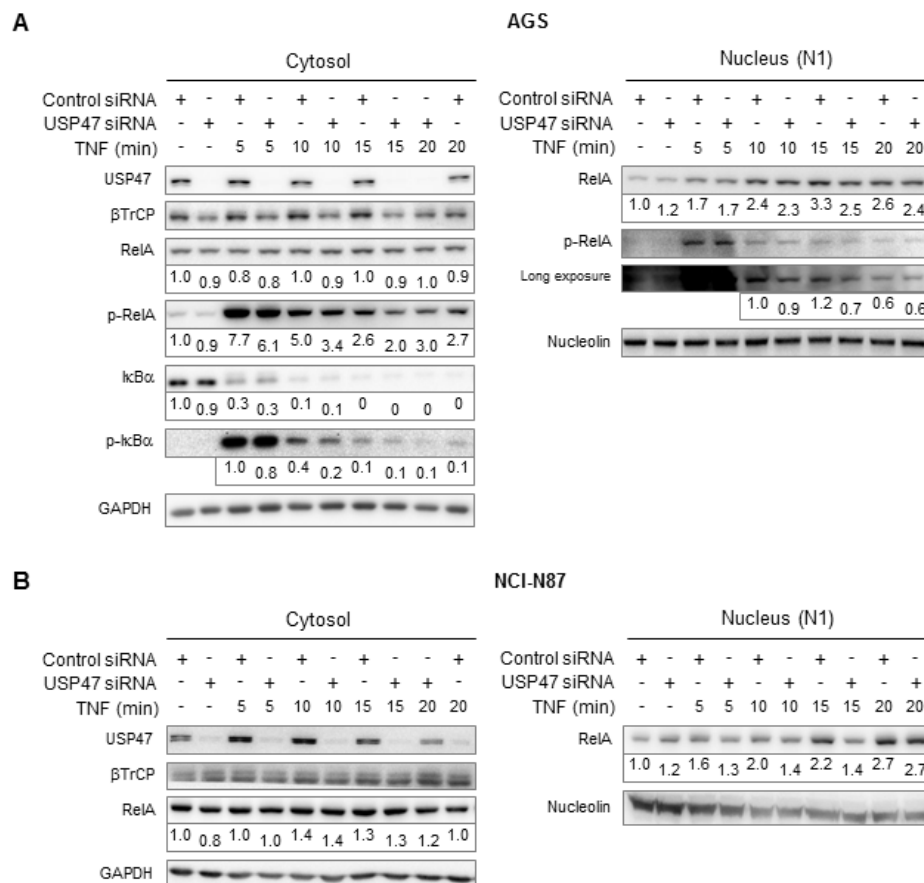 A
AGS
Cytosol
Control siRNA + - + - + - + - - +
USP47 siRNA - + - + - + - + + -
TNF (min) - - 5 5 10 10 15 15 20 20
USP47
βTrCP
RelA
1.0 0.9 0.8 0.8 1.0 0.9 1.0 0.9 1.0 0.9
p-RelA
1.0 0.9 7.7 6.1 5.0 3.4 2.6 2.0 3.0 2.7
IκBα
1.0 0.9 0.3 0.3 0.1 0.1 0 0 0 0
p-IκBα
1.0 0.8 0.4 0.2 0.1 0.1 0.1 0.1
GAPDH
Nucleus (N1)
Control siRNA + - + - + - + - + -
USP47 siRNA - + - + - + - + - +
TNF (min) - - 5 5 10 10 15 15 20 20
RelA
1.0 1.2 1.7 1.7 2.4 2.3 3.3 2.5 2.6 2.4
p-RelA
Long exposure
1.0 0.9 1.2 0.7 0.6 0.6
Nucleolin
B
NCI-N87
Cytosol
Control siRNA + - + - + - + - - +
USP47 siRNA - + - + - + - + + -
TNF (min) - - 5 5 10 10 15 15 20 20
USP47
βTrCP
RelA
1.0 0.8 1.0 1.0 1.4 1.4 1.3 1.3 1.2 1.0
GAPDH
Nucleus (N1)
Control siRNA + - + - + - + - + -
USP47 siRNA - + - + - + - + - +
TNF (min) - - 5 5 10 10 15 15 20 20
RelA
1.0 1.2 1.6 1.3 2.0 1.4 2.2 1.4 2.7 2.7
Nucleolin